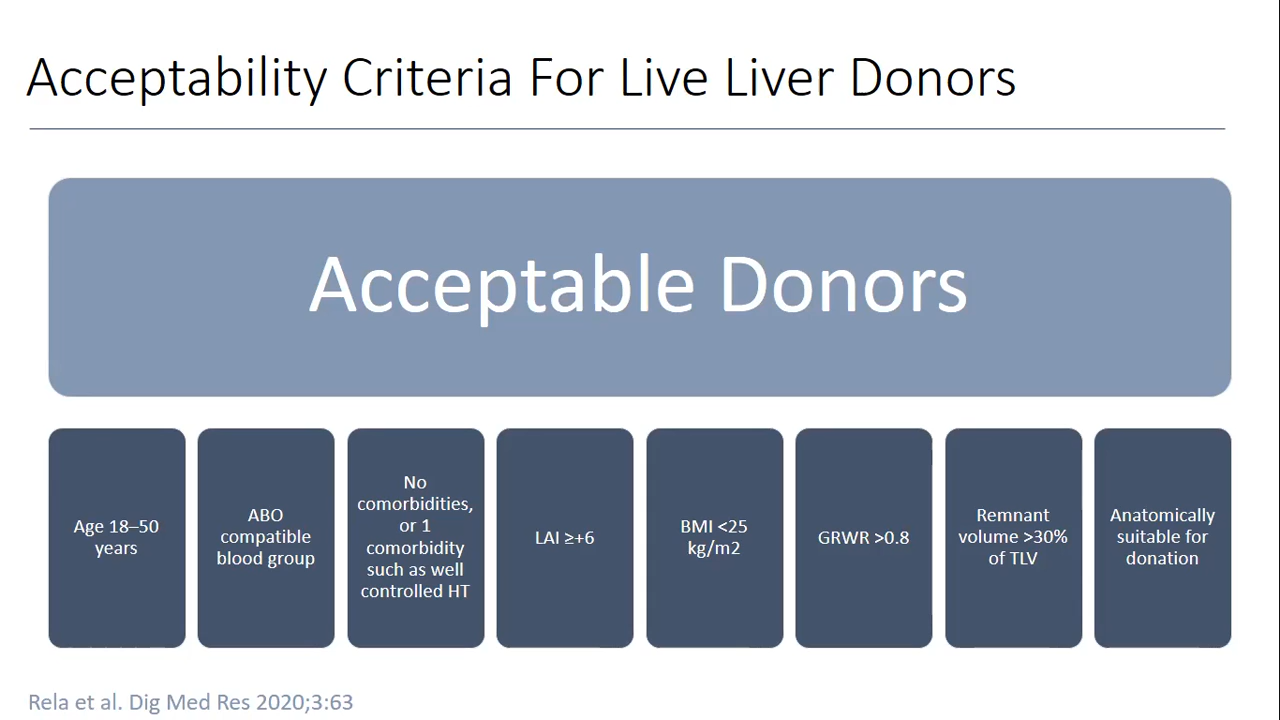 Acceptability Criteria For Live Liver Donors
Acceptable Donors
Age 18–50
years
ABO
compatible
blood group
No
comorbidities,
or 1
comorbidity
such as well
controlled HT
LAI ≥+6
BMI <25
kg/m2
GRWR >0.8
Remnant
volume >30%
of TLV
Anatomically
suitable for
donation
Rela et al. Dig Med Res 2020;3:63